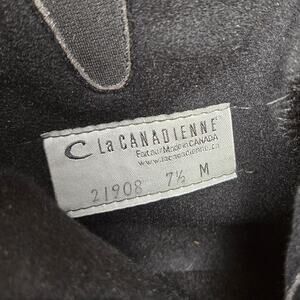 La CANADIENNE
Fait au/Made in CANADA
www.lacanadienne.ca
21908 7½ M